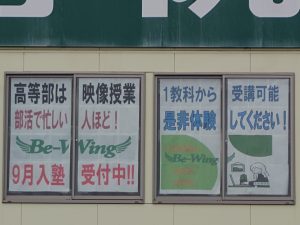 高等部は 映像授業
部活で忙しい 人ほど！
Be-Wing
9月入塾 受付中!!
1教科から 受講可能
是非体験 してください！
Be-Wing